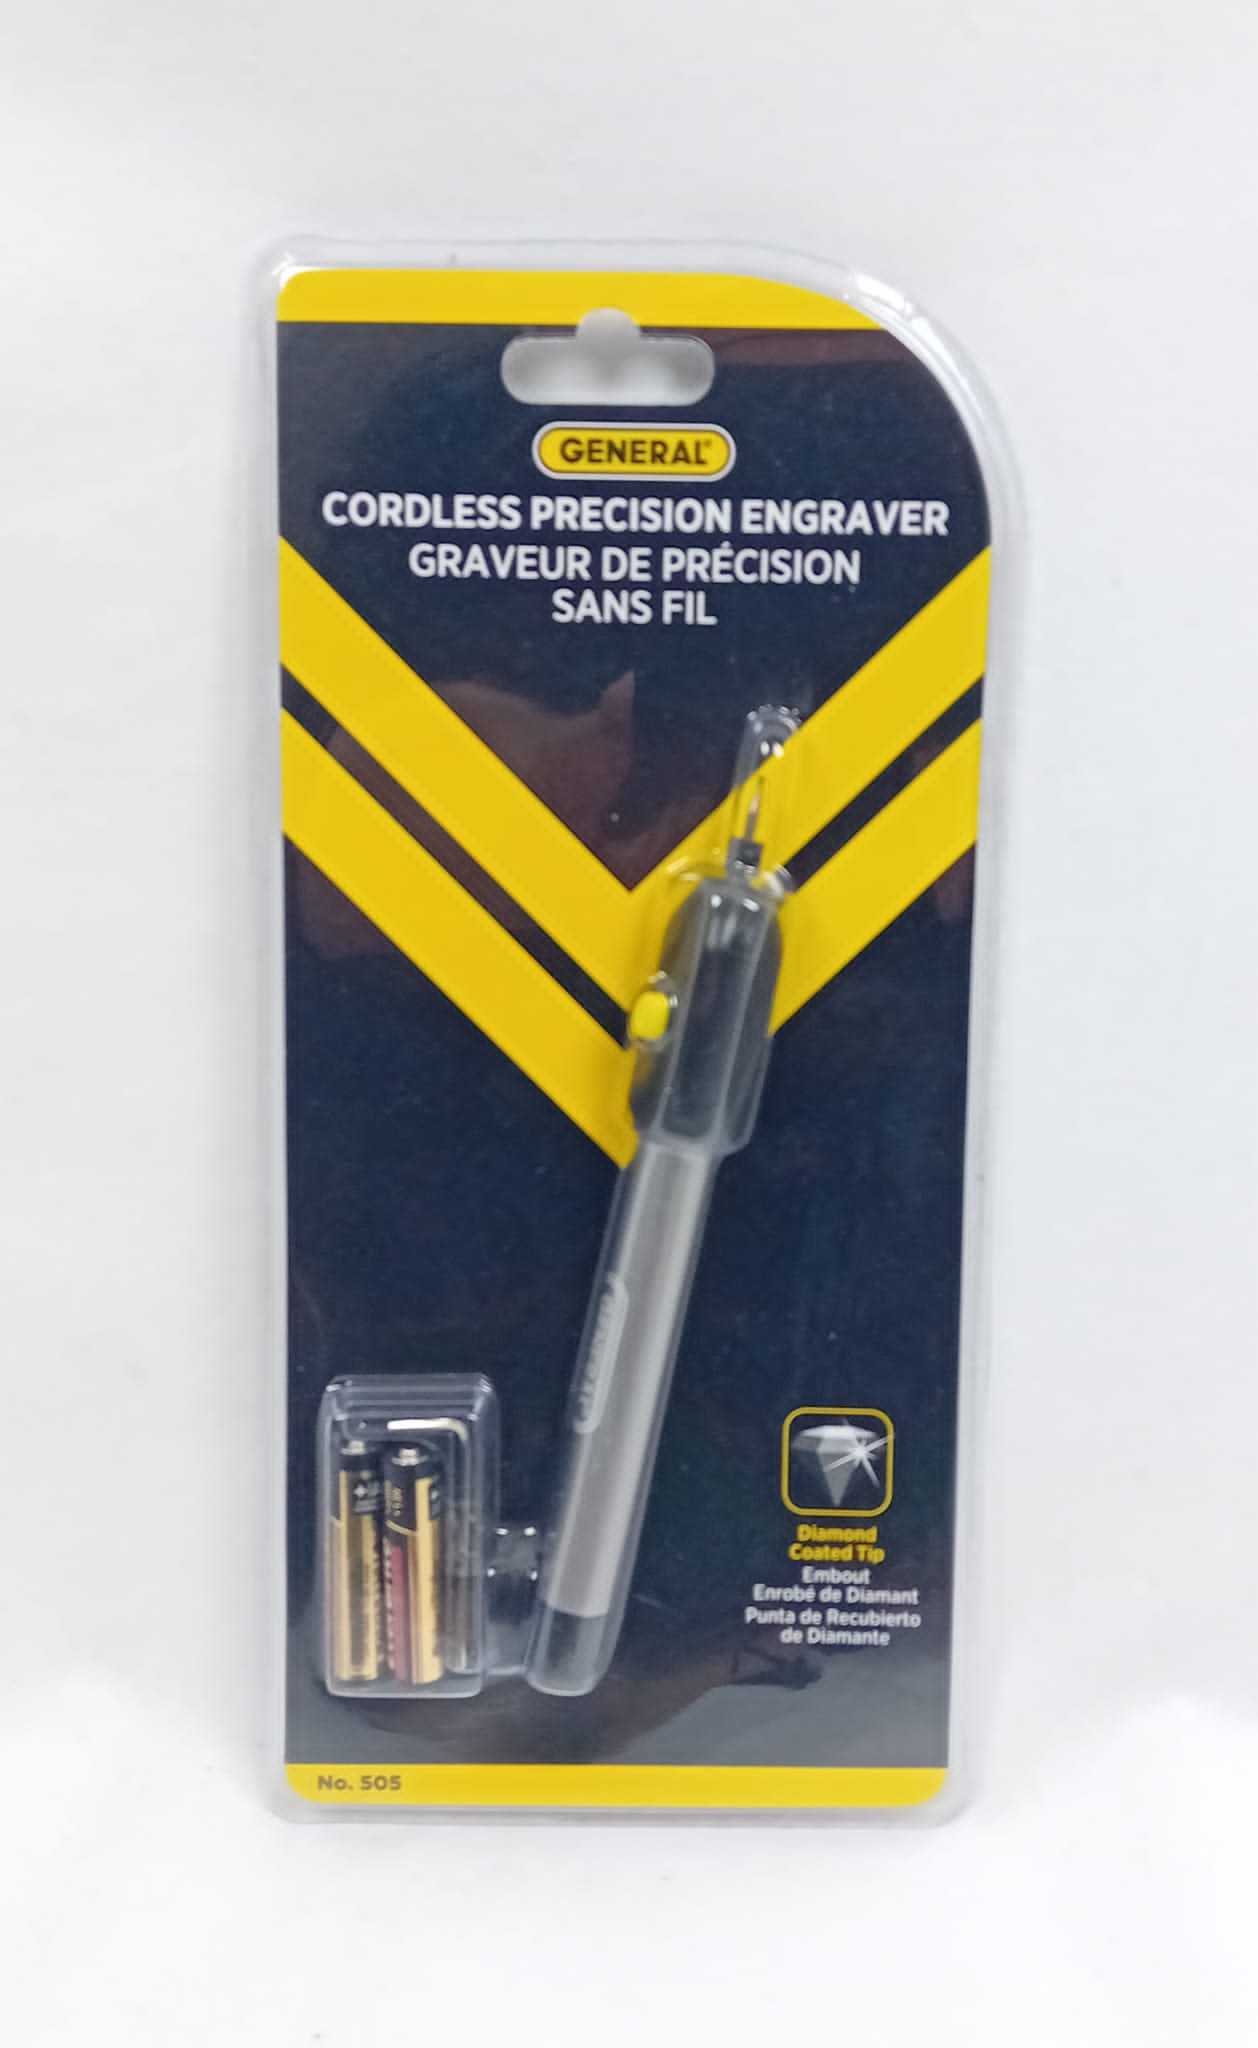 GENERAL®
CORDLESS PRECISION ENGRAVER
GRAVEUR DE PRÉCISION
SANS FIL
Diamond
Coated Tip
Embout
Enrobé de Diamant
Punta de Recubierto
de Diamante
No. 505